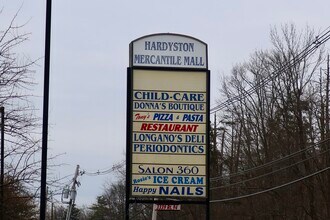 HARDYSTON
MERCANTILE MALL
CHILD-CARE
DONNA'S BOUTIQUE
Tony's PIZZA & PASTA
RESTAURANT
LONGANO'S DELI
PERIODONTICS
SALON 360
ICE CREAM
Happy NAILS